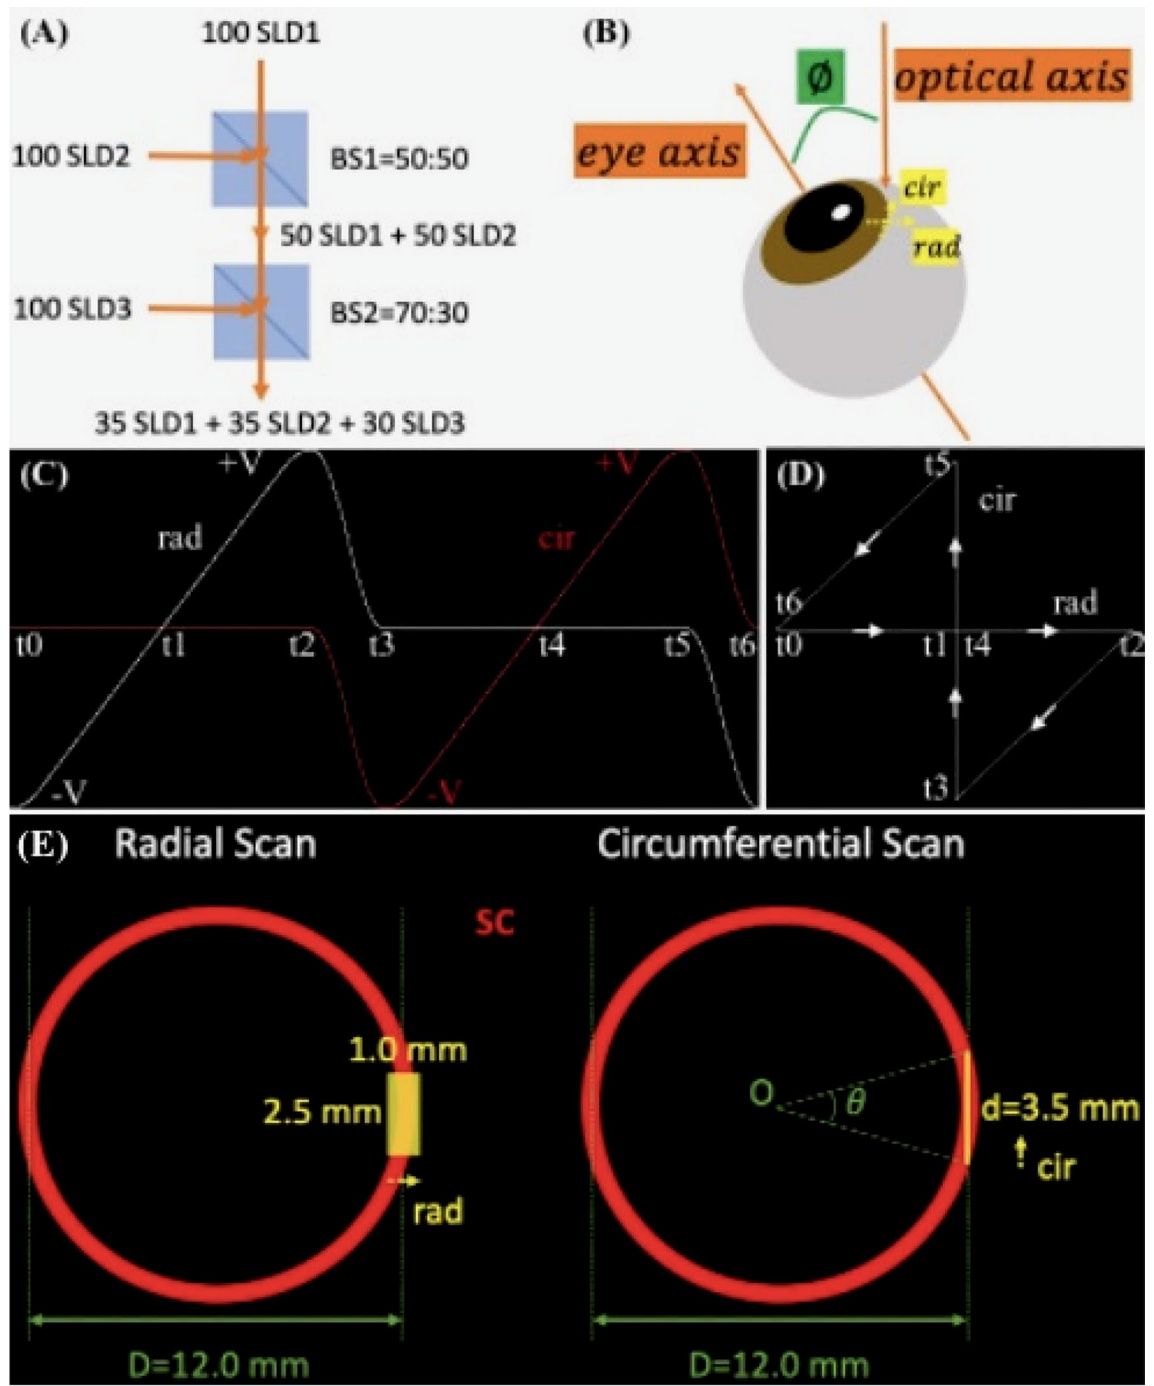 (A)
100 SLD1
100 SLD2
BS1=50:50
50 SLD1 + 50 SLD2
100 SLD3
BS2=70:30
35 SLD1 + 35 SLD2 + 30 SLD3
(B)
Ø
optical axis
eye axis
cir
rad
(C)
+V
rad
+V
cir
t0
t1
t2
t3
t4
t5
t6
-V
-V
(D)
t5
cir
t6
rad
t0
t1
t4
t2
t3
(E)
Radial Scan
Circumferential Scan
SC
1.0 mm
2.5 mm
rad
D=12.0 mm
O
θ
d=3.5 mm
cir
D=12.0 mm